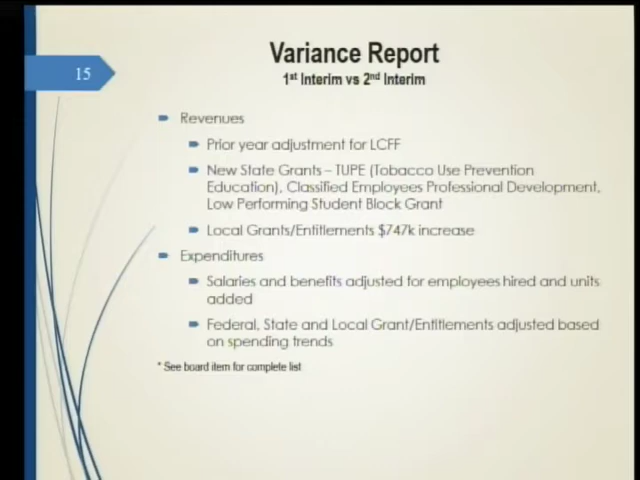 15
Variance Report
1st Interim vs 2nd Interim
Revenues
Prior year adjustment for LCFF
New State Grants – TUPE (Tobacco Use Prevention
Education), Classified Employees Professional Development,
Low Performing Student Block Grant
Local Grants/Entitlements $747k increase
Expenditures
Salaries and benefits adjusted for employees hired and units
added
Federal, State and Local Grant/Entitlements adjusted based
on spending trends
* See board item for complete list